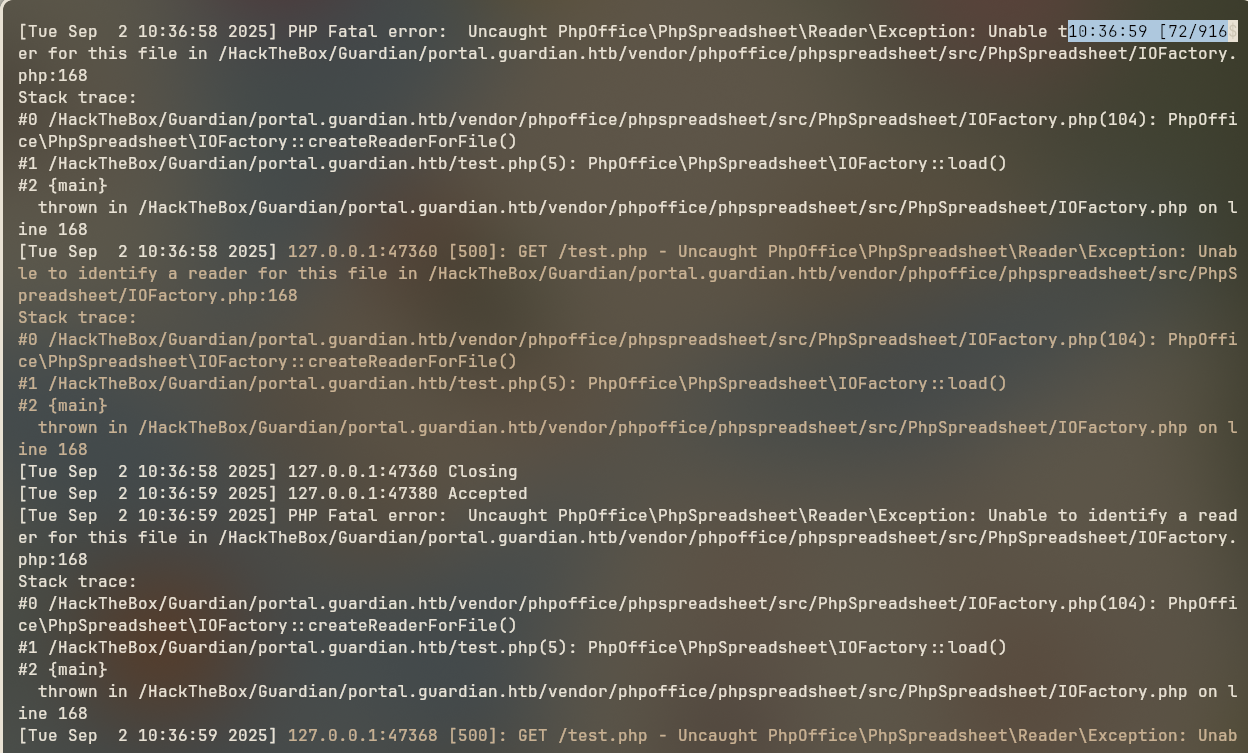 [Tue Sep  2 10:36:58 2025] PHP Fatal error:  Uncaught PhpOffice\PhpSpreadsheet\Reader\Exception: Unable t10:36:59 [72/916]
er for this file in /HackTheBox/Guardian/portal.guardian.htb/vendor/phpoffice/phpspreadsheet/src/PhpSpreadsheet/IOFactory.
php:168
Stack trace:
#0 /HackTheBox/Guardian/portal.guardian.htb/vendor/phpoffice/phpspreadsheet/src/PhpSpreadsheet/IOFactory.php(104): PhpOffi
ce\PhpSpreadsheet\IOFactory::createReaderForFile()
#1 /HackTheBox/Guardian/portal.guardian.htb/test.php(5): PhpOffice\PhpSpreadsheet\IOFactory::load()
#2 {main}
  thrown in /HackTheBox/Guardian/portal.guardian.htb/vendor/phpoffice/phpspreadsheet/src/PhpSpreadsheet/IOFactory.php on l
ine 168
[Tue Sep  2 10:36:58 2025] 127.0.0.1:47360 [500]: GET /test.php - Uncaught PhpOffice\PhpSpreadsheet\Reader\Exception: Unab
le to identify a reader for this file in /HackTheBox/Guardian/portal.guardian.htb/vendor/phpoffice/phpspreadsheet/src/PhpS
preadsheet/IOFactory.php:168
Stack trace:
#0 /HackTheBox/Guardian/portal.guardian.htb/vendor/phpoffice/phpspreadsheet/src/PhpSpreadsheet/IOFactory.php(104): PhpOffi
ce\PhpSpreadsheet\IOFactory::createReaderForFile()
#1 /HackTheBox/Guardian/portal.guardian.htb/test.php(5): PhpOffice\PhpSpreadsheet\IOFactory::load()
#2 {main}
  thrown in /HackTheBox/Guardian/portal.guardian.htb/vendor/phpoffice/phpspreadsheet/src/PhpSpreadsheet/IOFactory.php on l
ine 168
[Tue Sep  2 10:36:58 2025] 127.0.0.1:47360 Closing
[Tue Sep  2 10:36:59 2025] 127.0.0.1:47380 Accepted
[Tue Sep  2 10:36:59 2025] PHP Fatal error:  Uncaught PhpOffice\PhpSpreadsheet\Reader\Exception: Unable to identify a read
er for this file in /HackTheBox/Guardian/portal.guardian.htb/vendor/phpoffice/phpspreadsheet/src/PhpSpreadsheet/IOFactory.
php:168
Stack trace:
#0 /HackTheBox/Guardian/portal.guardian.htb/vendor/phpoffice/phpspreadsheet/src/PhpSpreadsheet/IOFactory.php(104): PhpOffi
ce\PhpSpreadsheet\IOFactory::createReaderForFile()
#1 /HackTheBox/Guardian/portal.guardian.htb/test.php(5): PhpOffice\PhpSpreadsheet\IOFactory::load()
#2 {main}
  thrown in /HackTheBox/Guardian/portal.guardian.htb/vendor/phpoffice/phpspreadsheet/src/PhpSpreadsheet/IOFactory.php on l
ine 168
[Tue Sep  2 10:36:59 2025] 127.0.0.1:47368 [500]: GET /test.php - Uncaught PhpOffice\PhpSpreadsheet\Reader\Exception: Unab